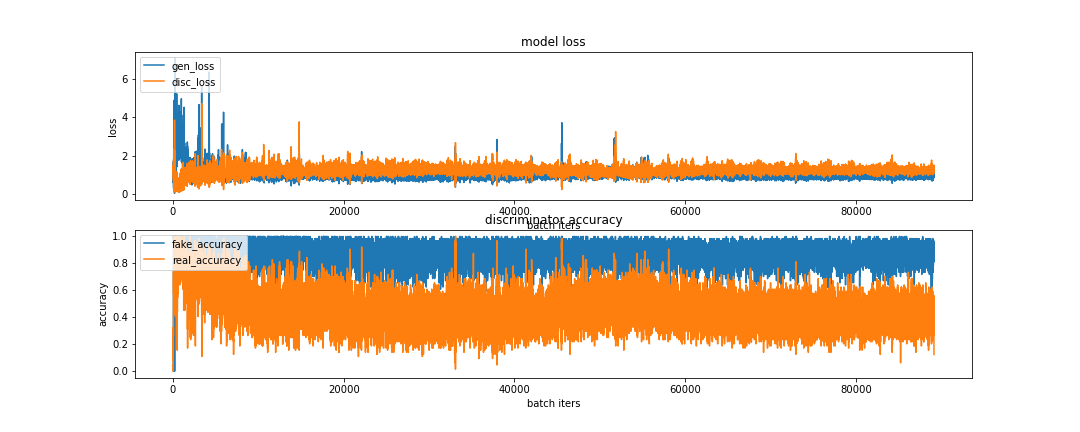 model loss
gen_loss
disc_loss
6
4
2
0
loss
0 20000 40000 60000 80000
batch iters
discriminator accuracy
fake_accuracy
real_accuracy
1.0
0.8
0.6
0.4
0.2
0.0
accuracy
0 20000 40000 60000 80000
batch iters